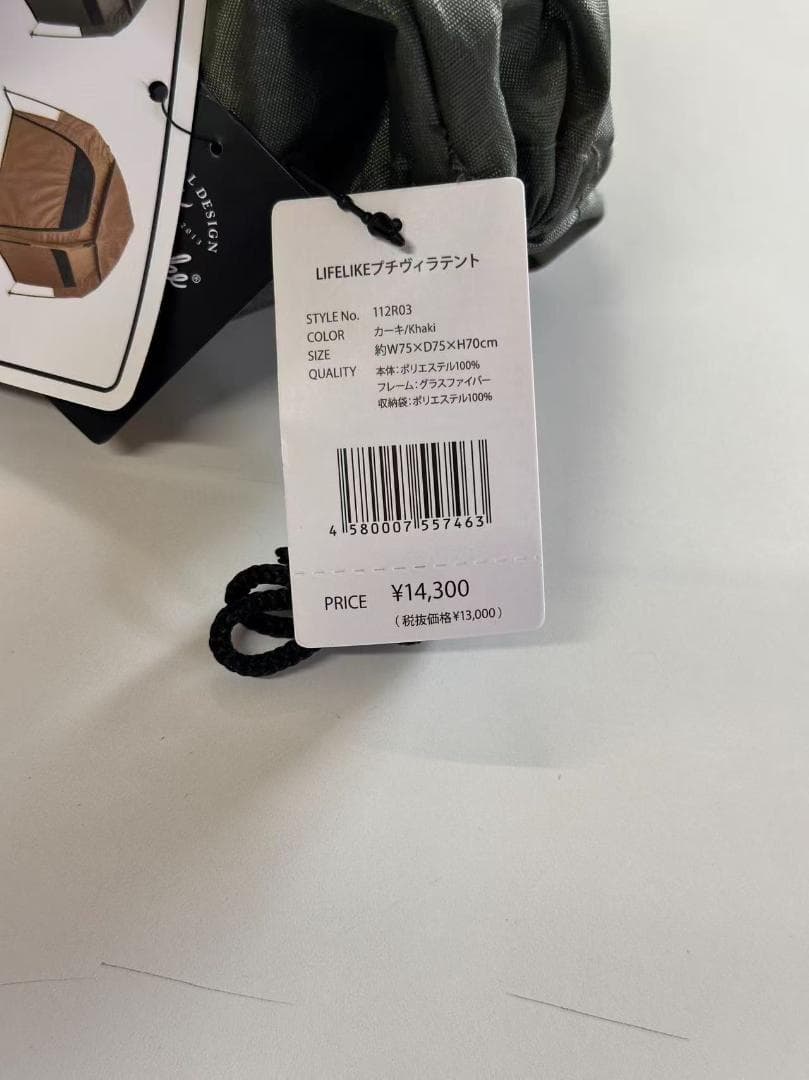 L DESIGN
2013
LIFELIKEプチヴィラテント
STYLE No. 112R03
COLOR カーキ/Khaki
SIZE 約W75×D75×H70cm
QUALITY 本体:ポリエステル100%
フレーム:グラスファイバー
収納袋:ポリエステル100%
4 580007 557463
PRICE ¥14,300
(税抜価格¥13,000)